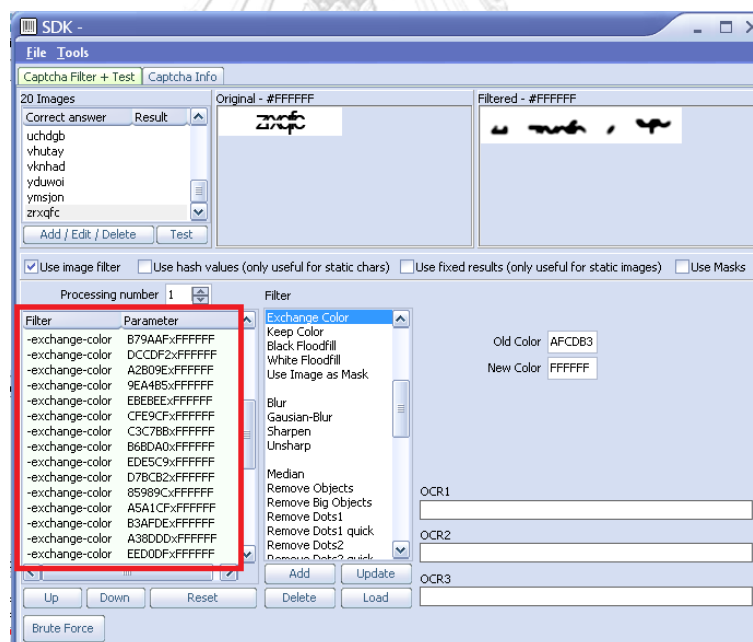 SDK -
File Tools
Captcha Filter + Test Captcha Info
20 Images
Correct answer Result
uchdgb
vhutay
vknhad
yduwoi
ymsjon
zrxqfc
Add / Edit / Delete Test
Original - #FFFFFF
zrxqfc
Filtered - #FFFFFF
Use image filter Use hash values (only useful for static chars) Use fixed results (only useful for static images) Use Masks
Processing number 1
Filter Parameter
-exchange-color B79AAFxFFFFFF
-exchange-color DCCDF2xFFFFFF
-exchange-color A2B09ExFFFFFF
-exchange-color 9EA4B5xFFFFFF
-exchange-color EBEBEExFFFFFF
-exchange-color CFE9CFxFFFFFF
-exchange-color C3C7BBxFFFFFF
-exchange-color B6BDA0xFFFFFF
-exchange-color EDE5C9xFFFFFF
-exchange-color D7BCB2xFFFFFF
-exchange-color 85989CxFFFFFF
-exchange-color A5A1CFxFFFFFF
-exchange-color B3AFDExFFFFFF
-exchange-color A38DDDxFFFFFF
-exchange-color EED0DFxFFFFFF
Up Down Reset
Brute Force
Filter
Exchange Color
Keep Color
Black Floodfill
White Floodfill
Use Image as Mask
Blur
Gausian-Blur
Sharpen
Unsharp
Median
Remove Objects
Remove Big Objects
Remove Dots1
Remove Dots1 quick
Remove Dots2
Remove Dots2 quick
Add Update
Delete Load
Old Color AFCDB3
New Color FFFFFF
OCR1
OCR2
OCR3